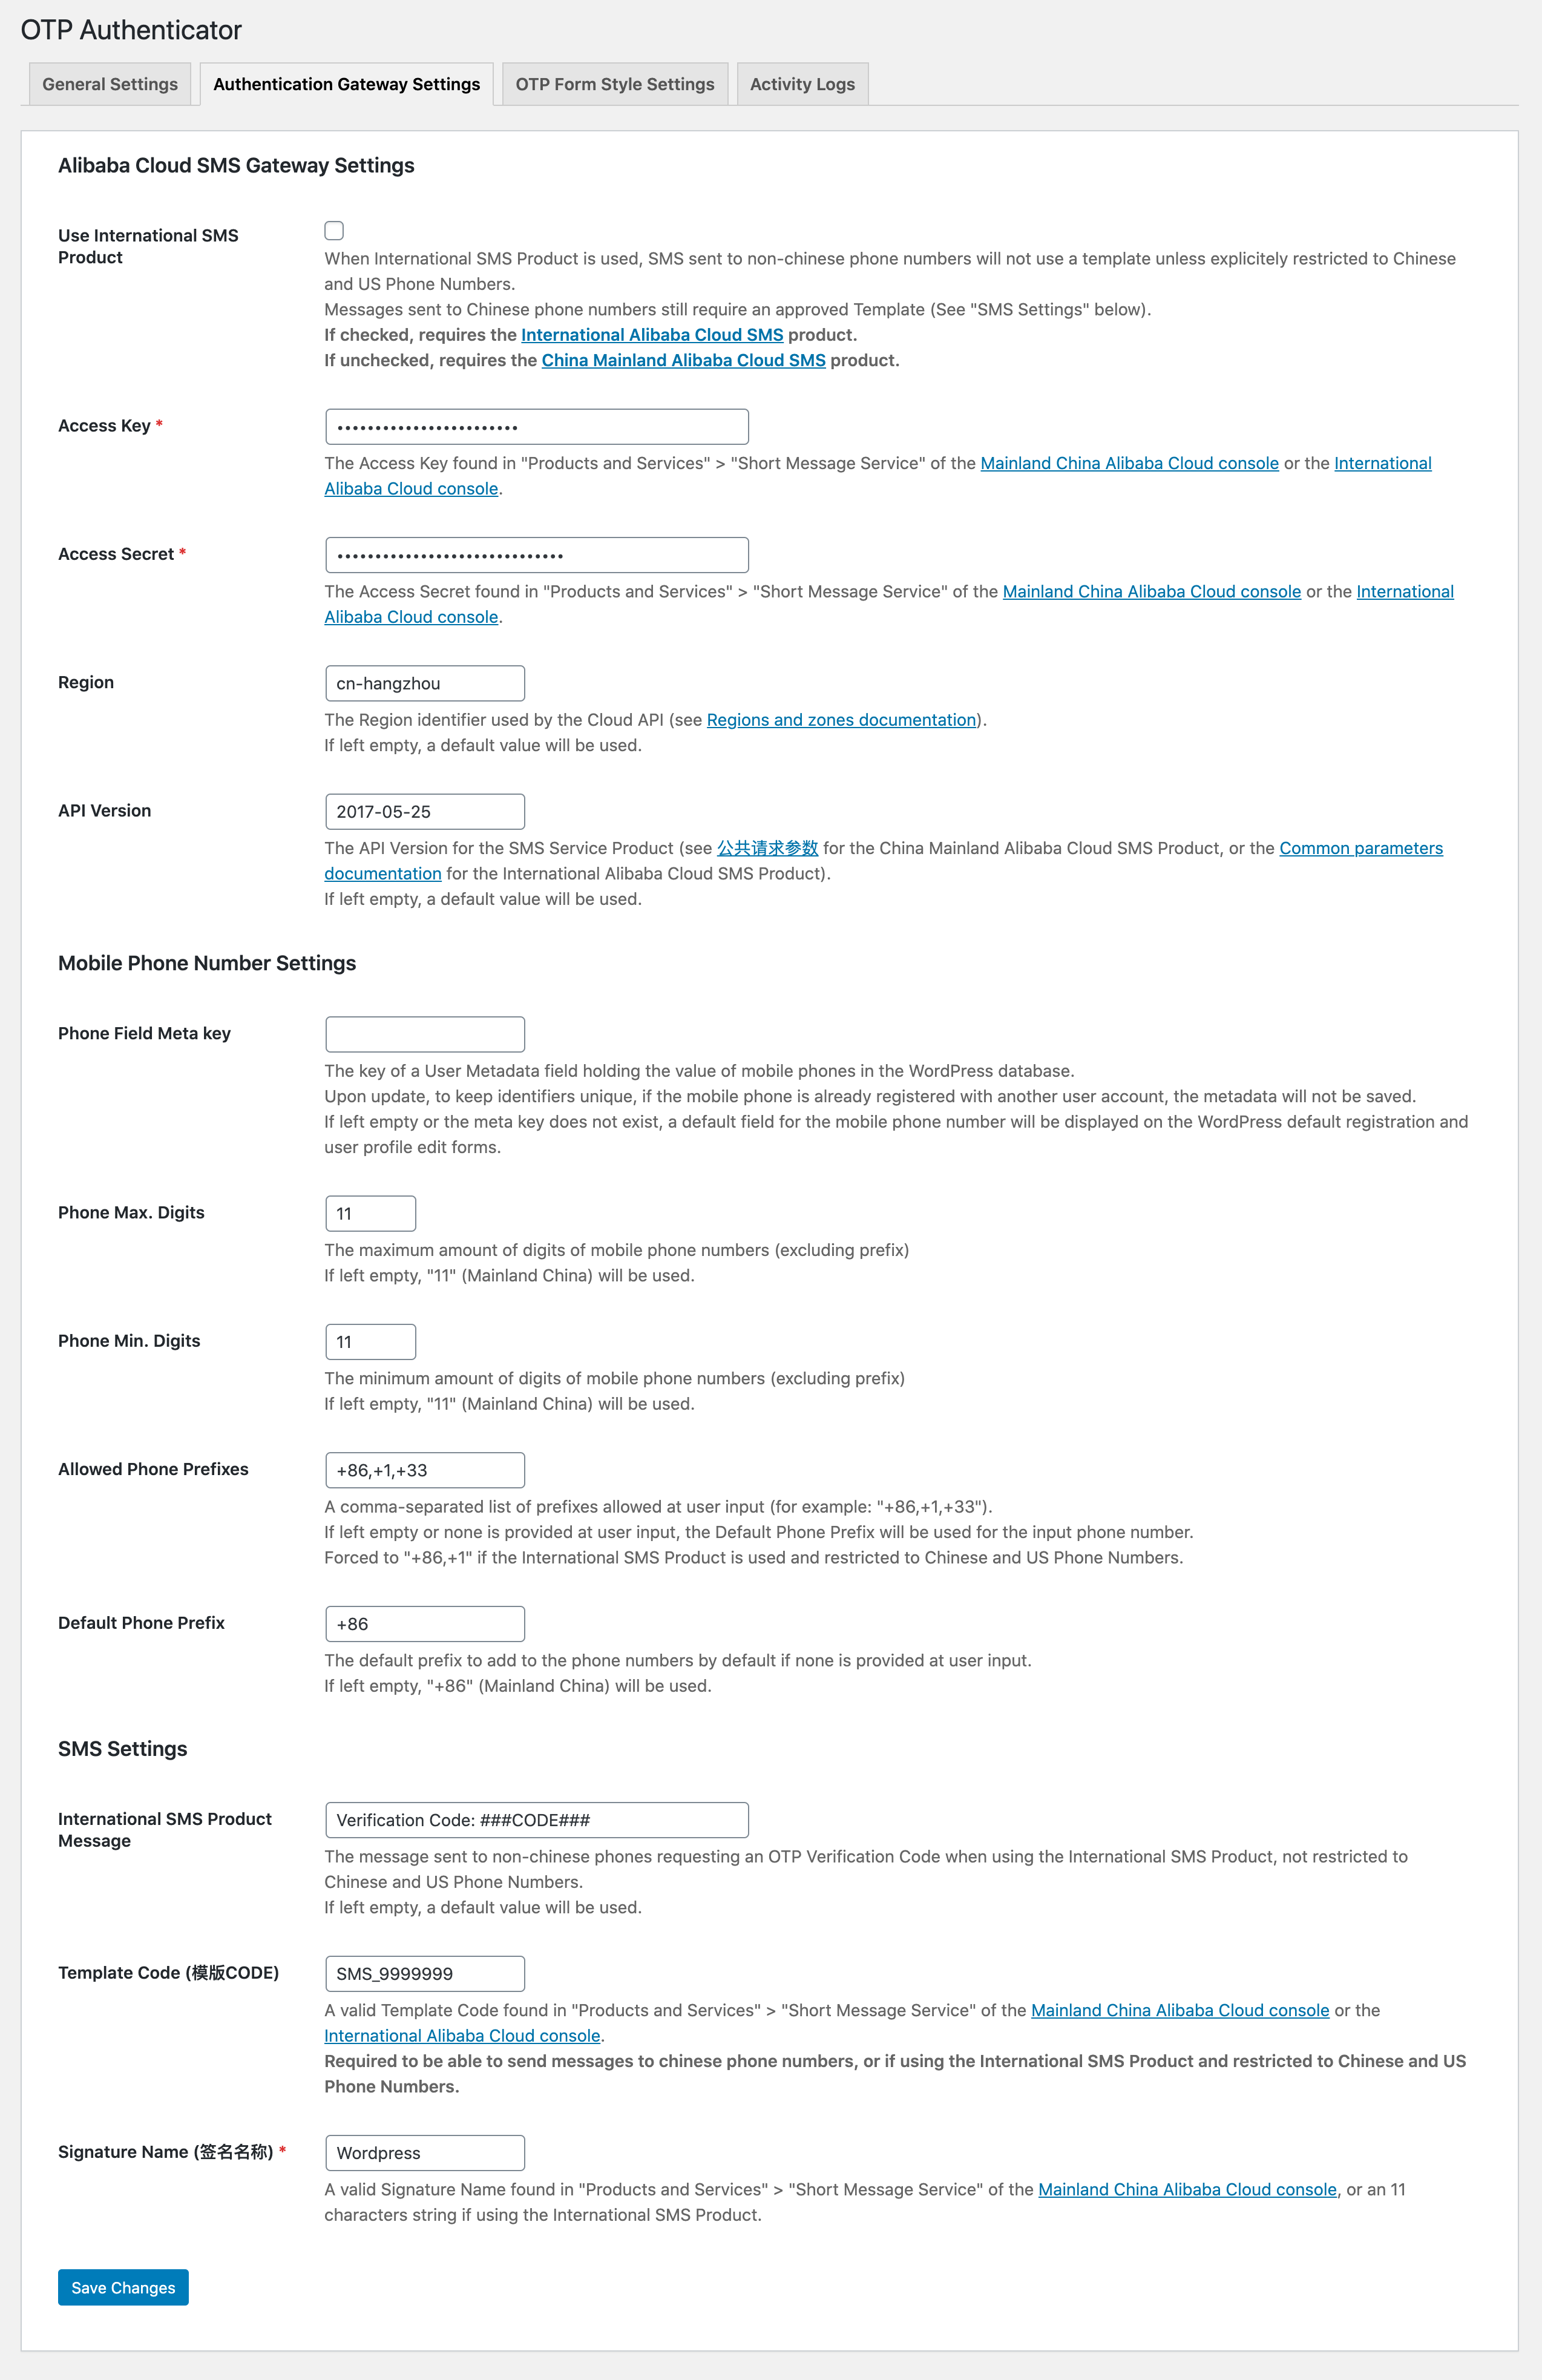 OTP Authenticator
General Settings
Authentication Gateway Settings
OTP Form Style Settings
Activity Logs
Alibaba Cloud SMS Gateway Settings
Use International SMS
Product
When International SMS Product is used, SMS sent to non-chinese phone numbers will not use a template unless explicitely restricted to Chinese
and US Phone Numbers.
Messages sent to Chinese phone numbers still require an approved Template (See "SMS Settings" below).
If checked, requires the International Alibaba Cloud SMS product.
If unchecked, requires the China Mainland Alibaba Cloud SMS product.
Access Key *
••••••••••••••••••••••••
The Access Key found in "Products and Services" > "Short Message Service" of the Mainland China Alibaba Cloud console or the International
Alibaba Cloud console.
Access Secret *
••••••••••••••••••••••••••••••
The Access Secret found in "Products and Services" > "Short Message Service" of the Mainland China Alibaba Cloud console or the International
Alibaba Cloud console.
Region
cn-hangzhou
The Region identifier used by the Cloud API (see Regions and zones documentation).
If left empty, a default value will be used.
API Version
2017-05-25
The API Version for the SMS Service Product (see 公共请求参数 for the China Mainland Alibaba Cloud SMS Product, or the Common parameters
documentation for the International Alibaba Cloud SMS Product).
If left empty, a default value will be used.
Mobile Phone Number Settings
Phone Field Meta key
The key of a User Metadata field holding the value of mobile phones in the WordPress database.
Upon update, to keep identifiers unique, if the mobile phone is already registered with another user account, the metadata will not be saved.
If left empty or the meta key does not exist, a default field for the mobile phone number will be displayed on the WordPress default registration and
user profile edit forms.
Phone Max. Digits
11
The maximum amount of digits of mobile phone numbers (excluding prefix)
If left empty, "11" (Mainland China) will be used.
Phone Min. Digits
11
The minimum amount of digits of mobile phone numbers (excluding prefix)
If left empty, "11" (Mainland China) will be used.
Allowed Phone Prefixes
+86,+1,+33
A comma-separated list of prefixes allowed at user input (for example: "+86,+1,+33").
If left empty or none is provided at user input, the Default Phone Prefix will be used for the input phone number.
Forced to "+86,+1" if the International SMS Product is used and restricted to Chinese and US Phone Numbers.
Default Phone Prefix
+86
The default prefix to add to the phone numbers by default if none is provided at user input.
If left empty, "+86" (Mainland China) will be used.
SMS Settings
International SMS Product
Message
Verification Code: ###CODE###
The message sent to non-chinese phones requesting an OTP Verification Code when using the International SMS Product, not restricted to
Chinese and US Phone Numbers.
If left empty, a default value will be used.
Template Code (模版CODE)
SMS_9999999
A valid Template Code found in "Products and Services" > "Short Message Service" of the Mainland China Alibaba Cloud console or the
International Alibaba Cloud console.
Required to be able to send messages to chinese phone numbers, or if using the International SMS Product and restricted to Chinese and US
Phone Numbers.
Signature Name (签名名称) *
Wordpress
A valid Signature Name found in "Products and Services" > "Short Message Service" of the Mainland China Alibaba Cloud console, or an 11
characters string if using the International SMS Product.
Save Changes